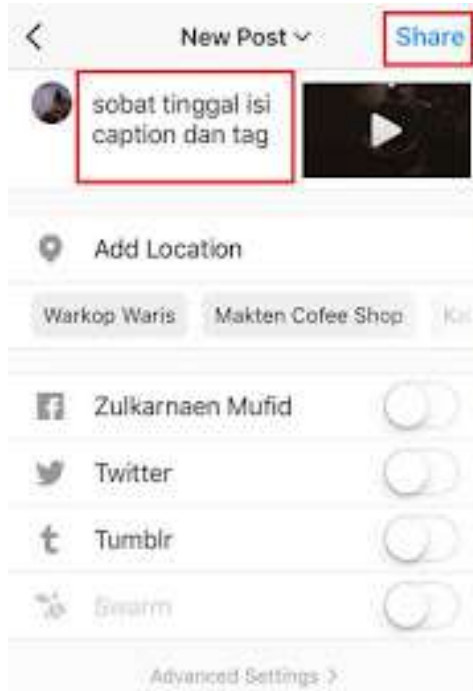 New Post
Share
sobat tinggal isi
caption dan tag
Add Location
Warkop Waris Makten Cofee Shop
Zulkarnaen Mufid
Twitter
Tumblr
Swarm
Advanced Settings >